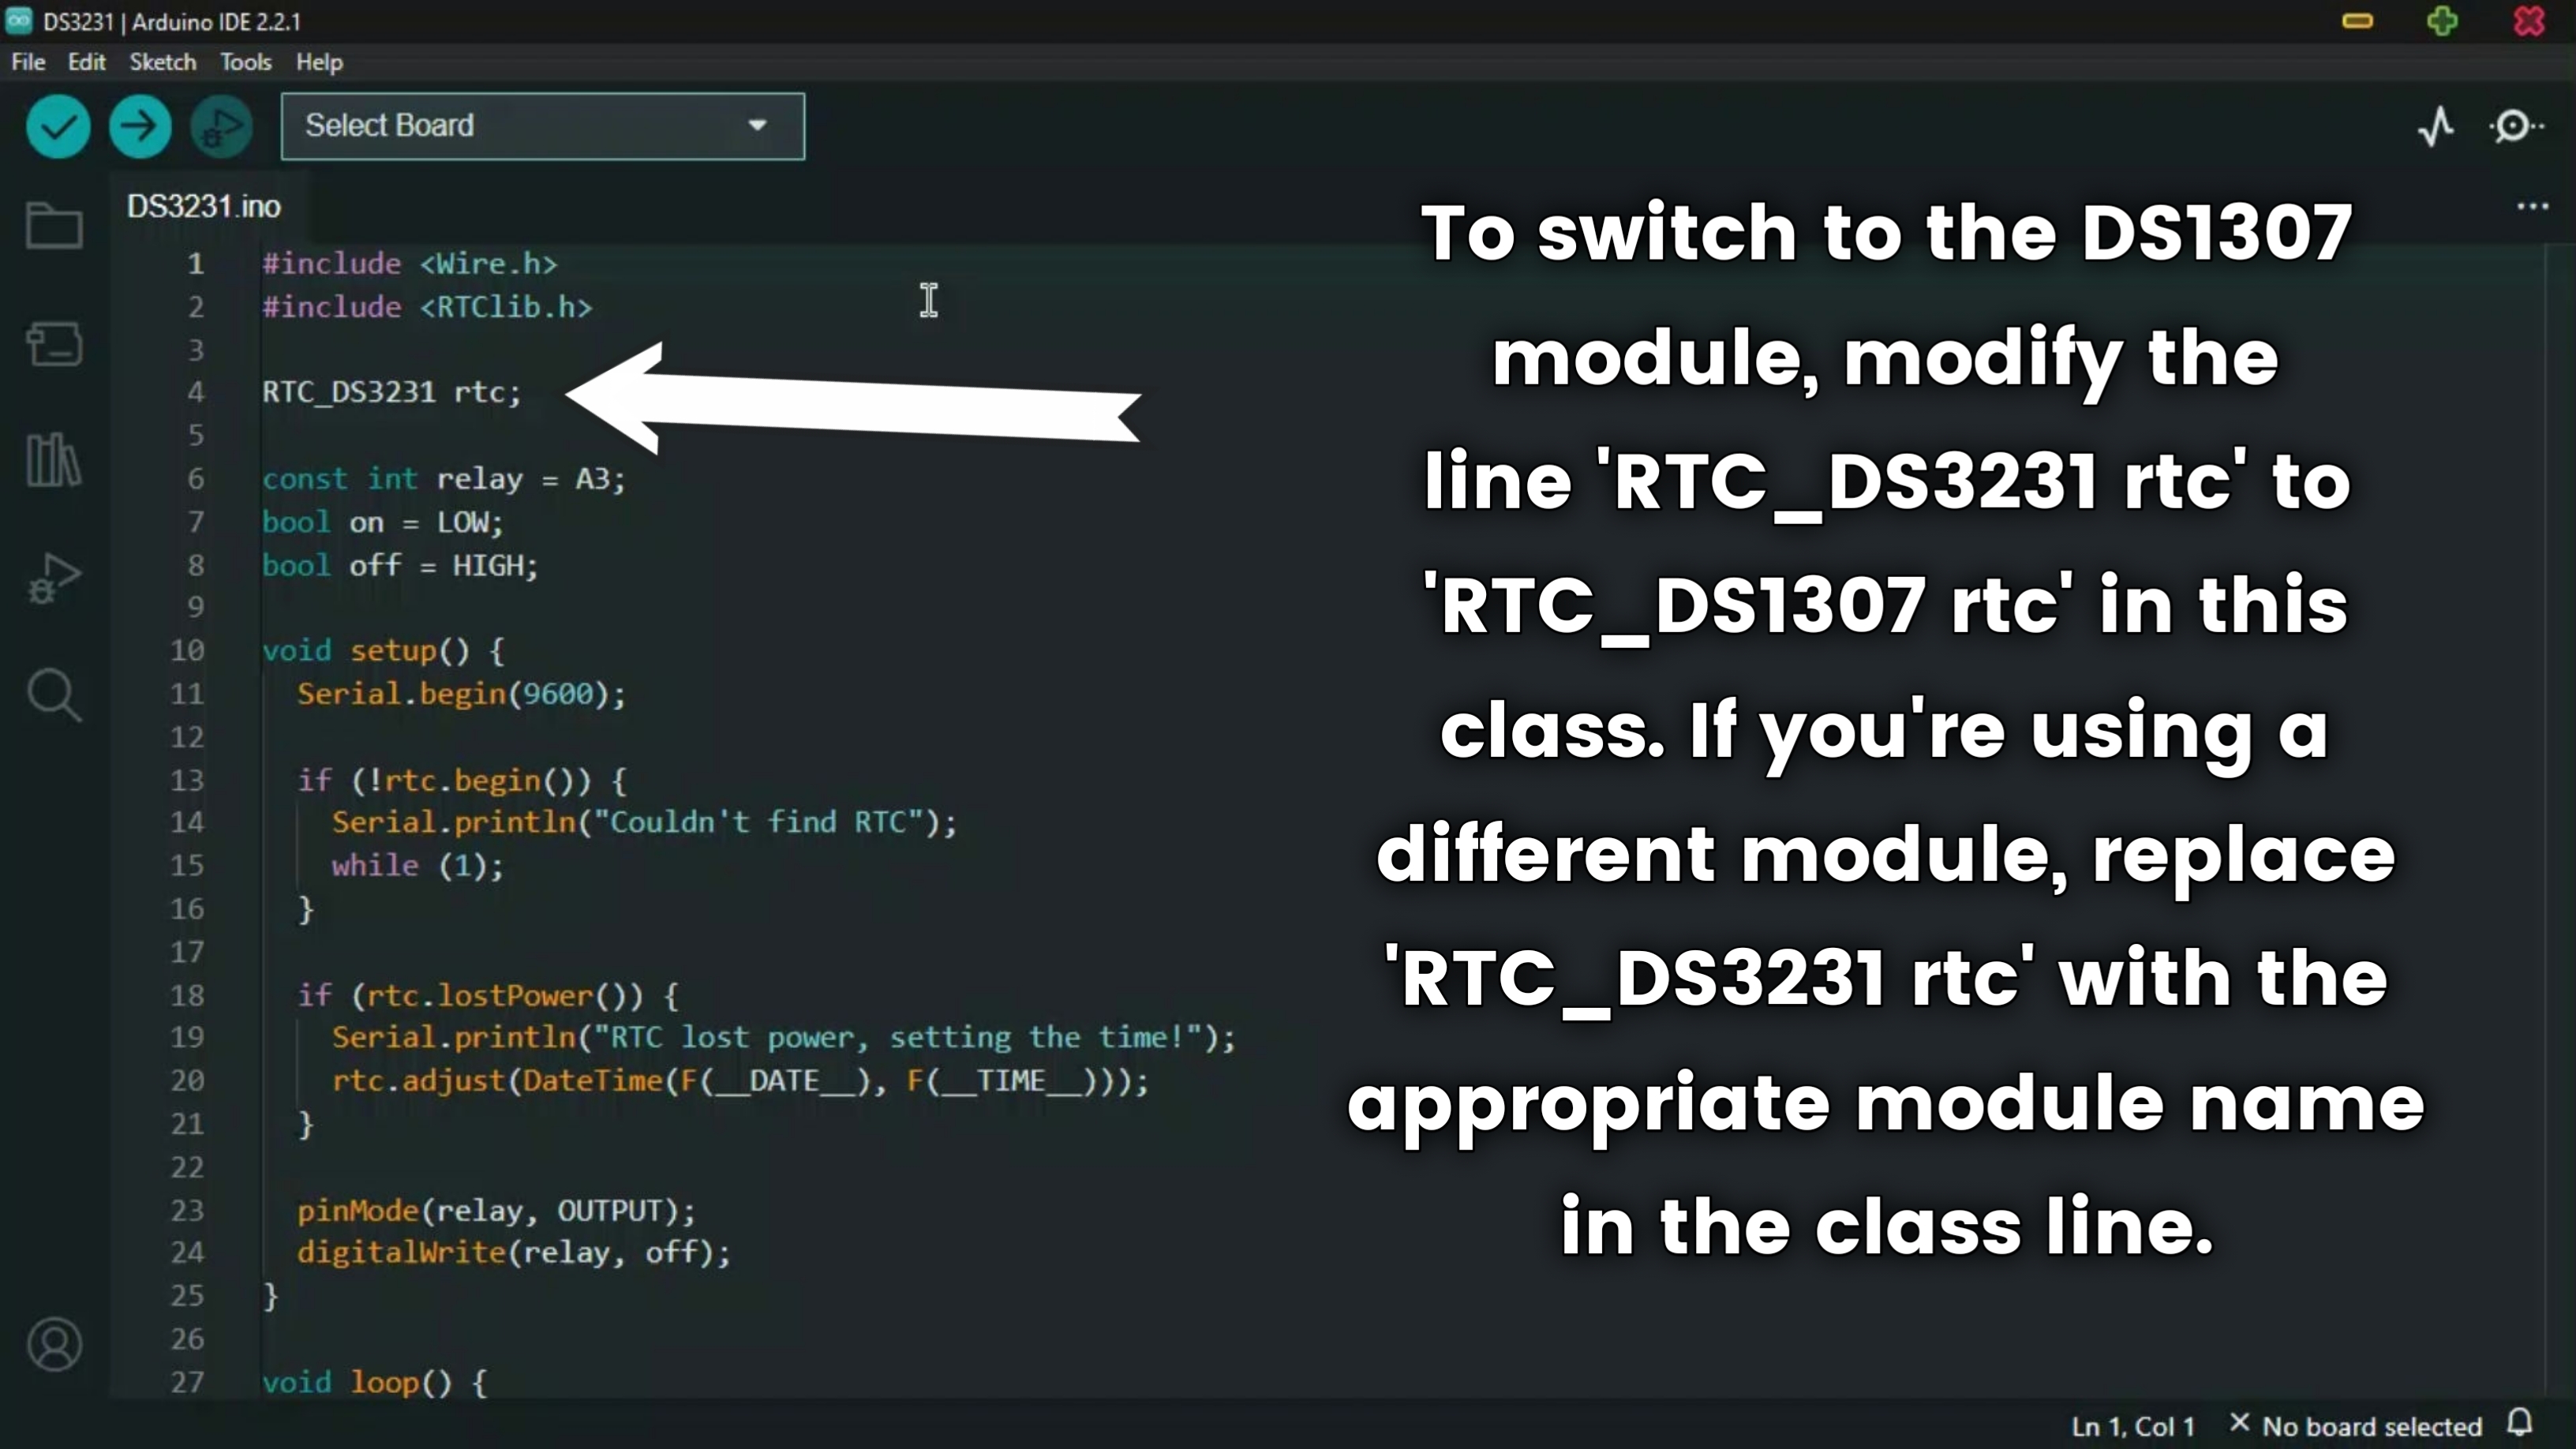 DS3231 | Arduino IDE 2.2.1
File Edit Sketch Tools Help
Select Board
DS3231.ino
1 #include <Wire.h>
2 #include <RTClib.h>
3
4 RTC_DS3231 rtc;
5
6 const int relay = A3;
7 bool on = LOW;
8 bool off = HIGH;
9
10 void setup() {
11 Serial.begin(9600);
12
13 if (!rtc.begin()) {
14 Serial.println("Couldn't find RTC");
15 while (1);
16 }
17
18 if (rtc.lostPower()) {
19 Serial.println("RTC lost power, setting the time!");
20 rtc.adjust(DateTime(F(__DATE__), F(__TIME__)));
21 }
22
23 pinMode(relay, OUTPUT);
24 digitalWrite(relay, off);
25 }
26
27 void loop() {
To switch to the DS1307
module, modify the
line 'RTC_DS3231 rtc' to
'RTC_DS1307 rtc' in this
class. If you're using a
different module, replace
'RTC_DS3231 rtc' with the
appropriate module name
in the class line.
Ln 1, Col 1 × No board selected